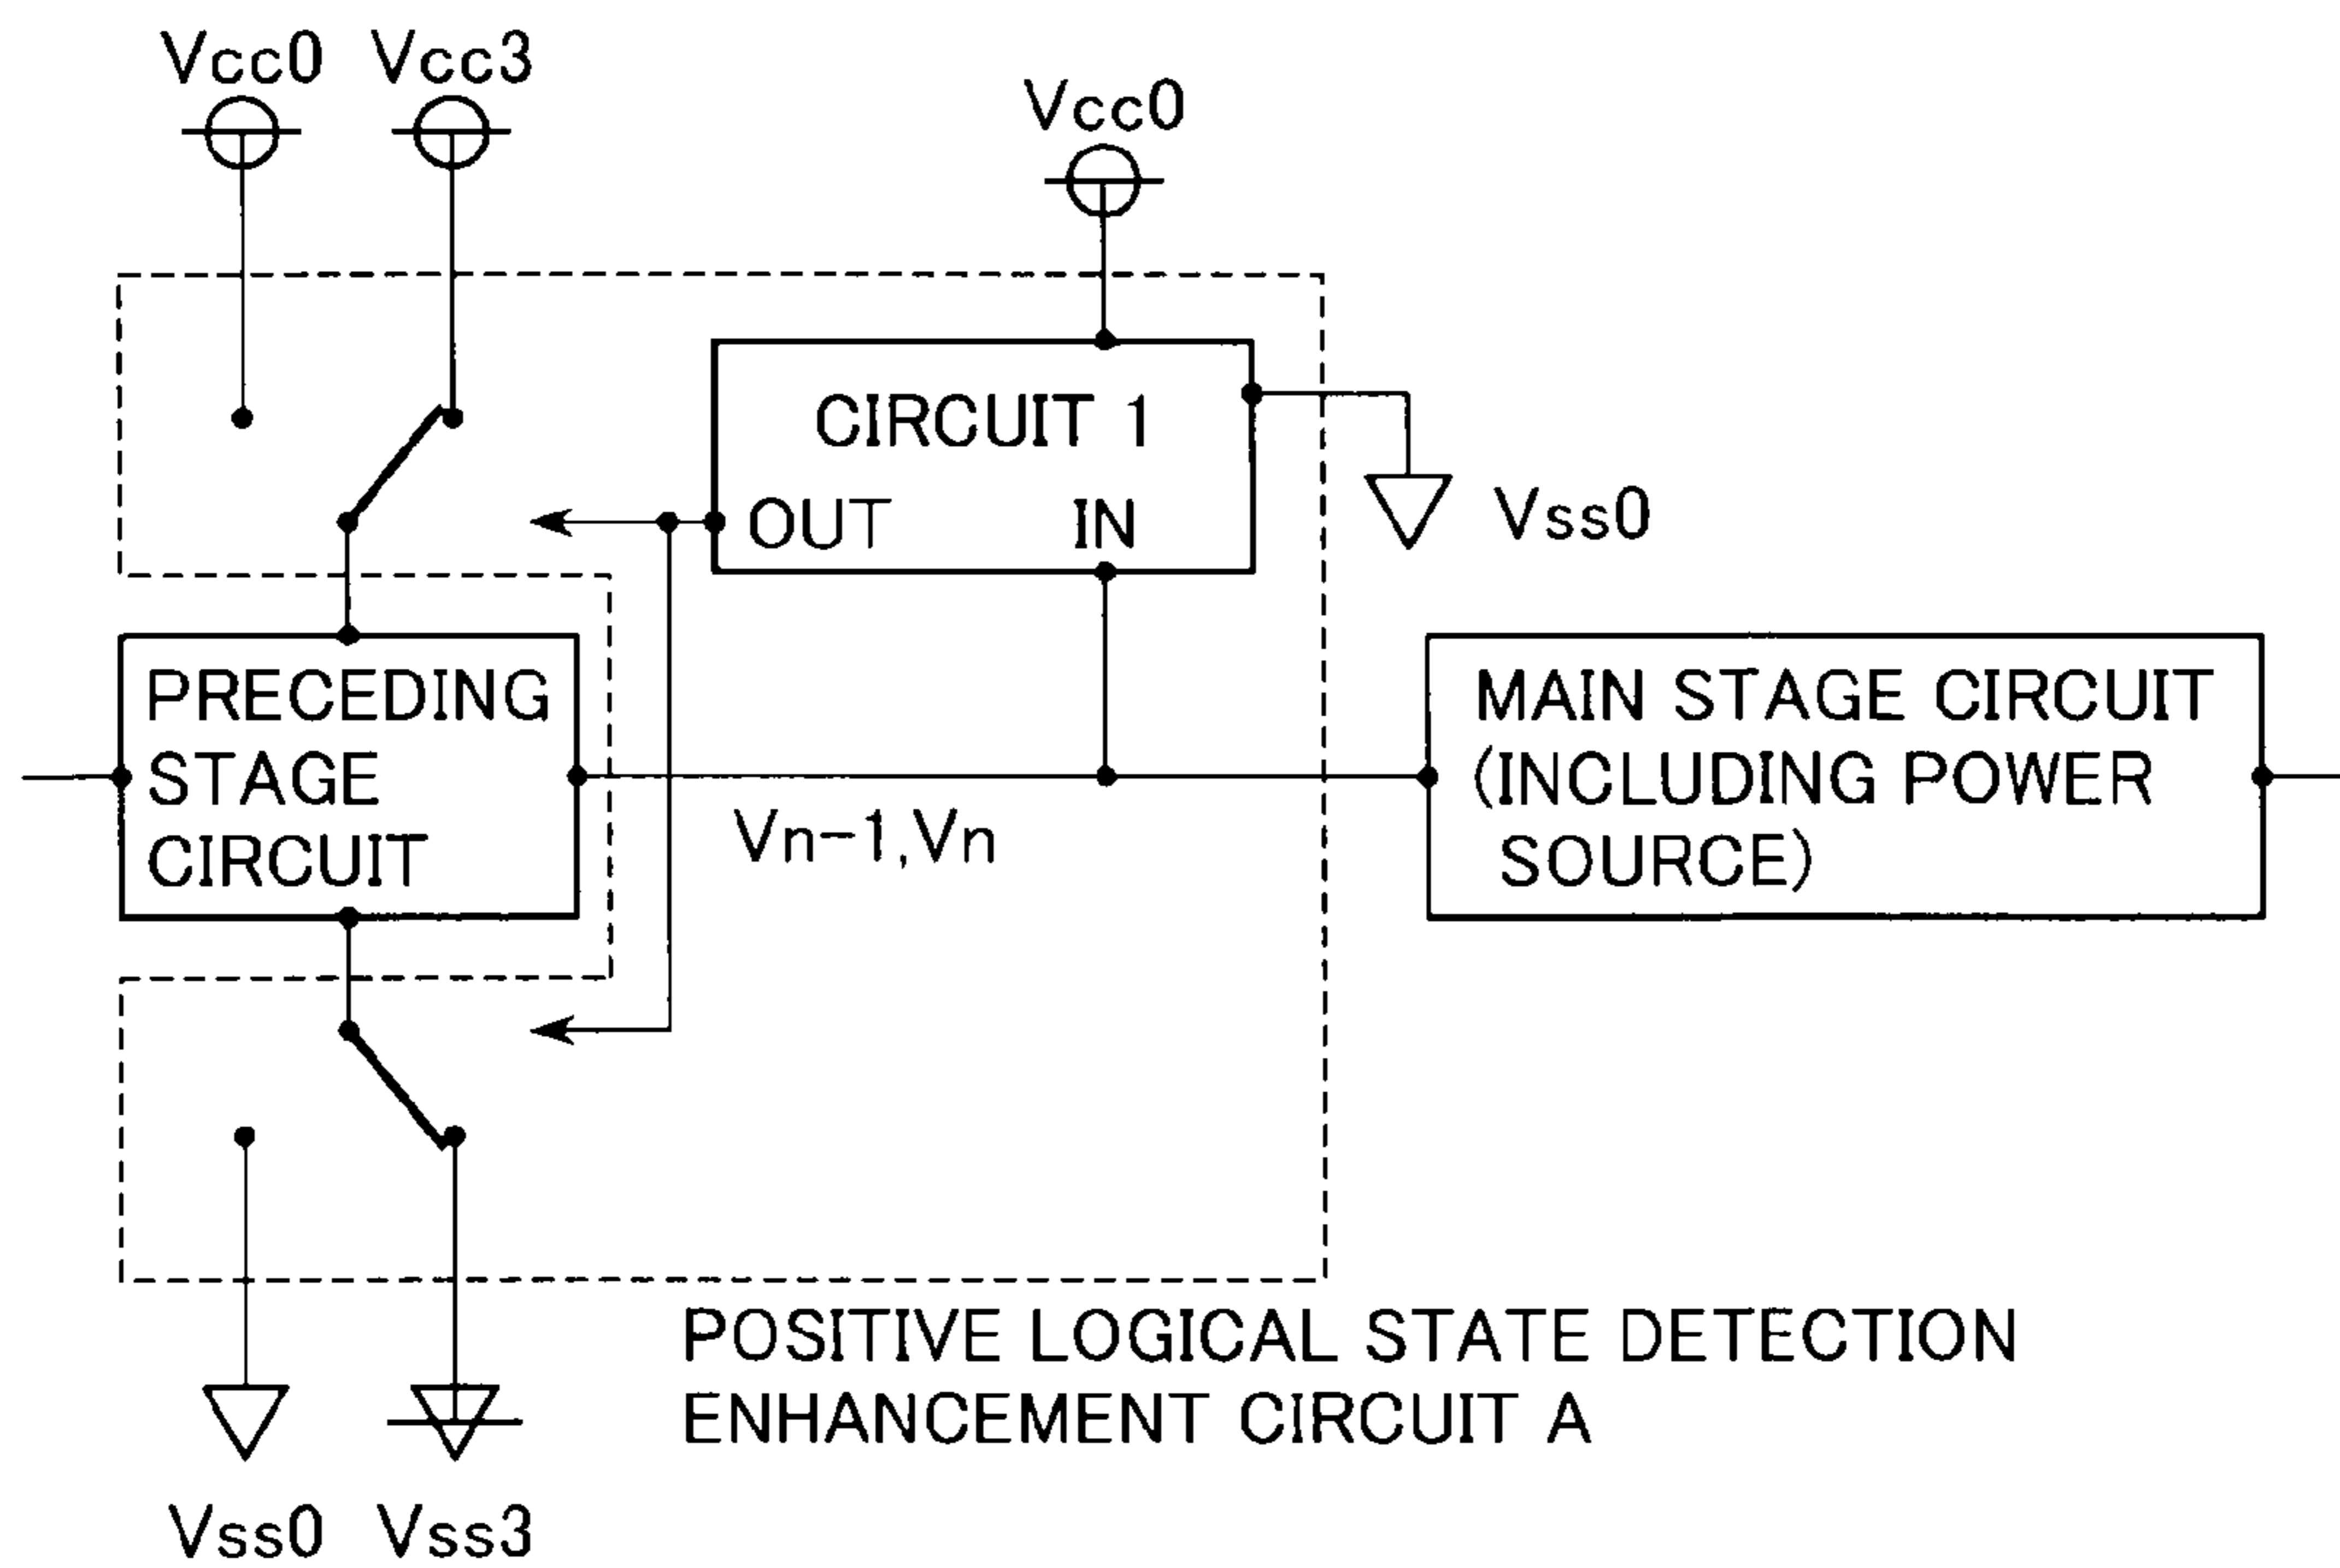 Vcc0 Vcc3
Vcc0
CIRCUIT 1
OUT IN
Vss0
PRECEDING
STAGE
CIRCUIT
Vn-1,Vn
MAIN STAGE CIRCUIT
(INCLUDING POWER
SOURCE)
POSITIVE LOGICAL STATE DETECTION
ENHANCEMENT CIRCUIT A
Vss0 Vss3